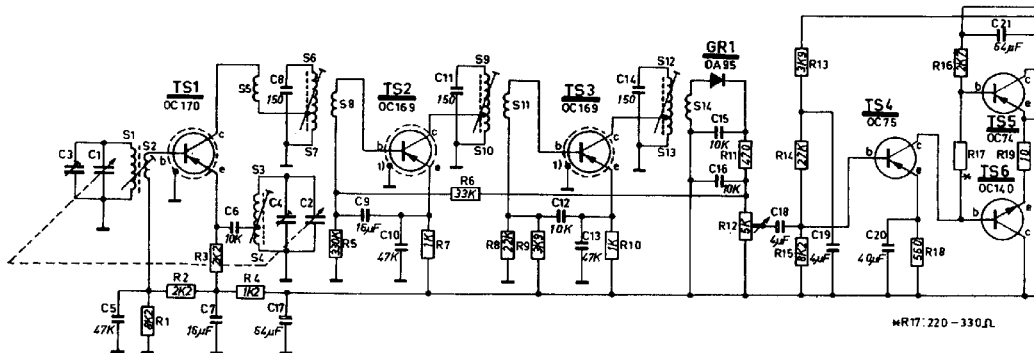 C3
C1
S1
S2
b
TS1
OC170
c
e
S5
C8
150
S6
S7
C6
10K
S3
S4
C4
C2
R3
2K2
R2
2K2
R4
1K2
C5
47K
R1
8K2
C7
16µF
C17
64µF
S8
TS2
OC169
b
1)
c
e
R5
330K
C9
16µF
C10
47K
R7
1K
R6
33K
C11
150
S9
S10
S11
TS3
OC169
b
1)
c
e
R8
R9
3K9
C12
10K
C13
47K
R10
1K
C14
150
S12
S13
GR1
OA95
S14
C15
10K
R11
470
C16
10K
R12
5K
C18
4µF
R13
3K9
R14
27K
R15
8K2
C19
4µF
TS4
OC75
b
c
e
C20
40µF
R18
560
R16
2K7
C21
64µF
b
c
e
TS5
OC74
R17
*
R19
TS6
OC140
b
e
c
*R17:220-330Ω